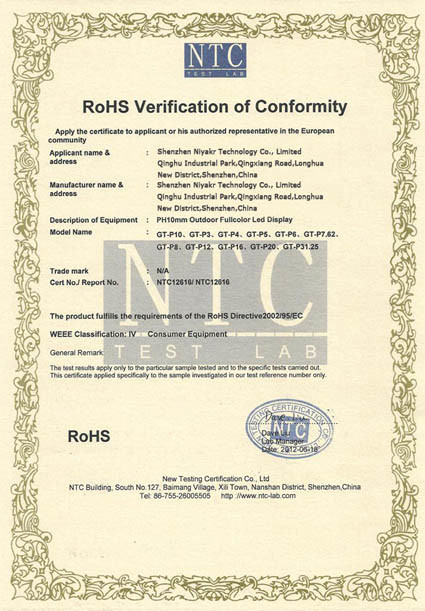 NTC
TEST LAB
RoHS Verification of Conformity
Apply the certificate to applicant or his authorized representative in the European
community
Applicant name & : Shenzhen Niyakr Technology Co., Limited
address Qinghu Industrial Park,Qingxiang Road,Longhua
New District,Shenzhen,China
Manufacturer name & : Shenzhen Niyakr Technology Co., Limited
address Qinghu Industrial Park,Qingxiang Road,Longhua
New District,Shenzhen,China
Description of Equipment : PH10mm Outdoor Fullcolor Led Display
Model Name : GT-P10、GT-P3、GT-P4、GT-P5、GT-P6、GT-P7.62、
GT-P8、GT-P12、GT-P16、GT-P20、GT-P31.25
NTC
Trade mark : N/A
Cert No./ Report No. : NTC12616/ NTC12616
The product fulfills the requirements of the RoHS Directive2002/95/EC
WEEE Classification: IV Consumer Equipment
General Remark:
TEST LAB
The test results apply only to the particular sample tested and to the specific tests carried out.
This certificate applied specifically to the sample investigated in our test reference number only.
RoHS
TESTING CERTIFICATION CO
NTC
Dave Liu
Lab Manager
Date: 2012-06-18
New Testing Certification Co., Ltd
NTC Building, South No.127, Baimang Village, Xili Town, Nanshan District, Shenzhen,China
Tel: 86-755-26005505 http ://www.ntc-lab.com